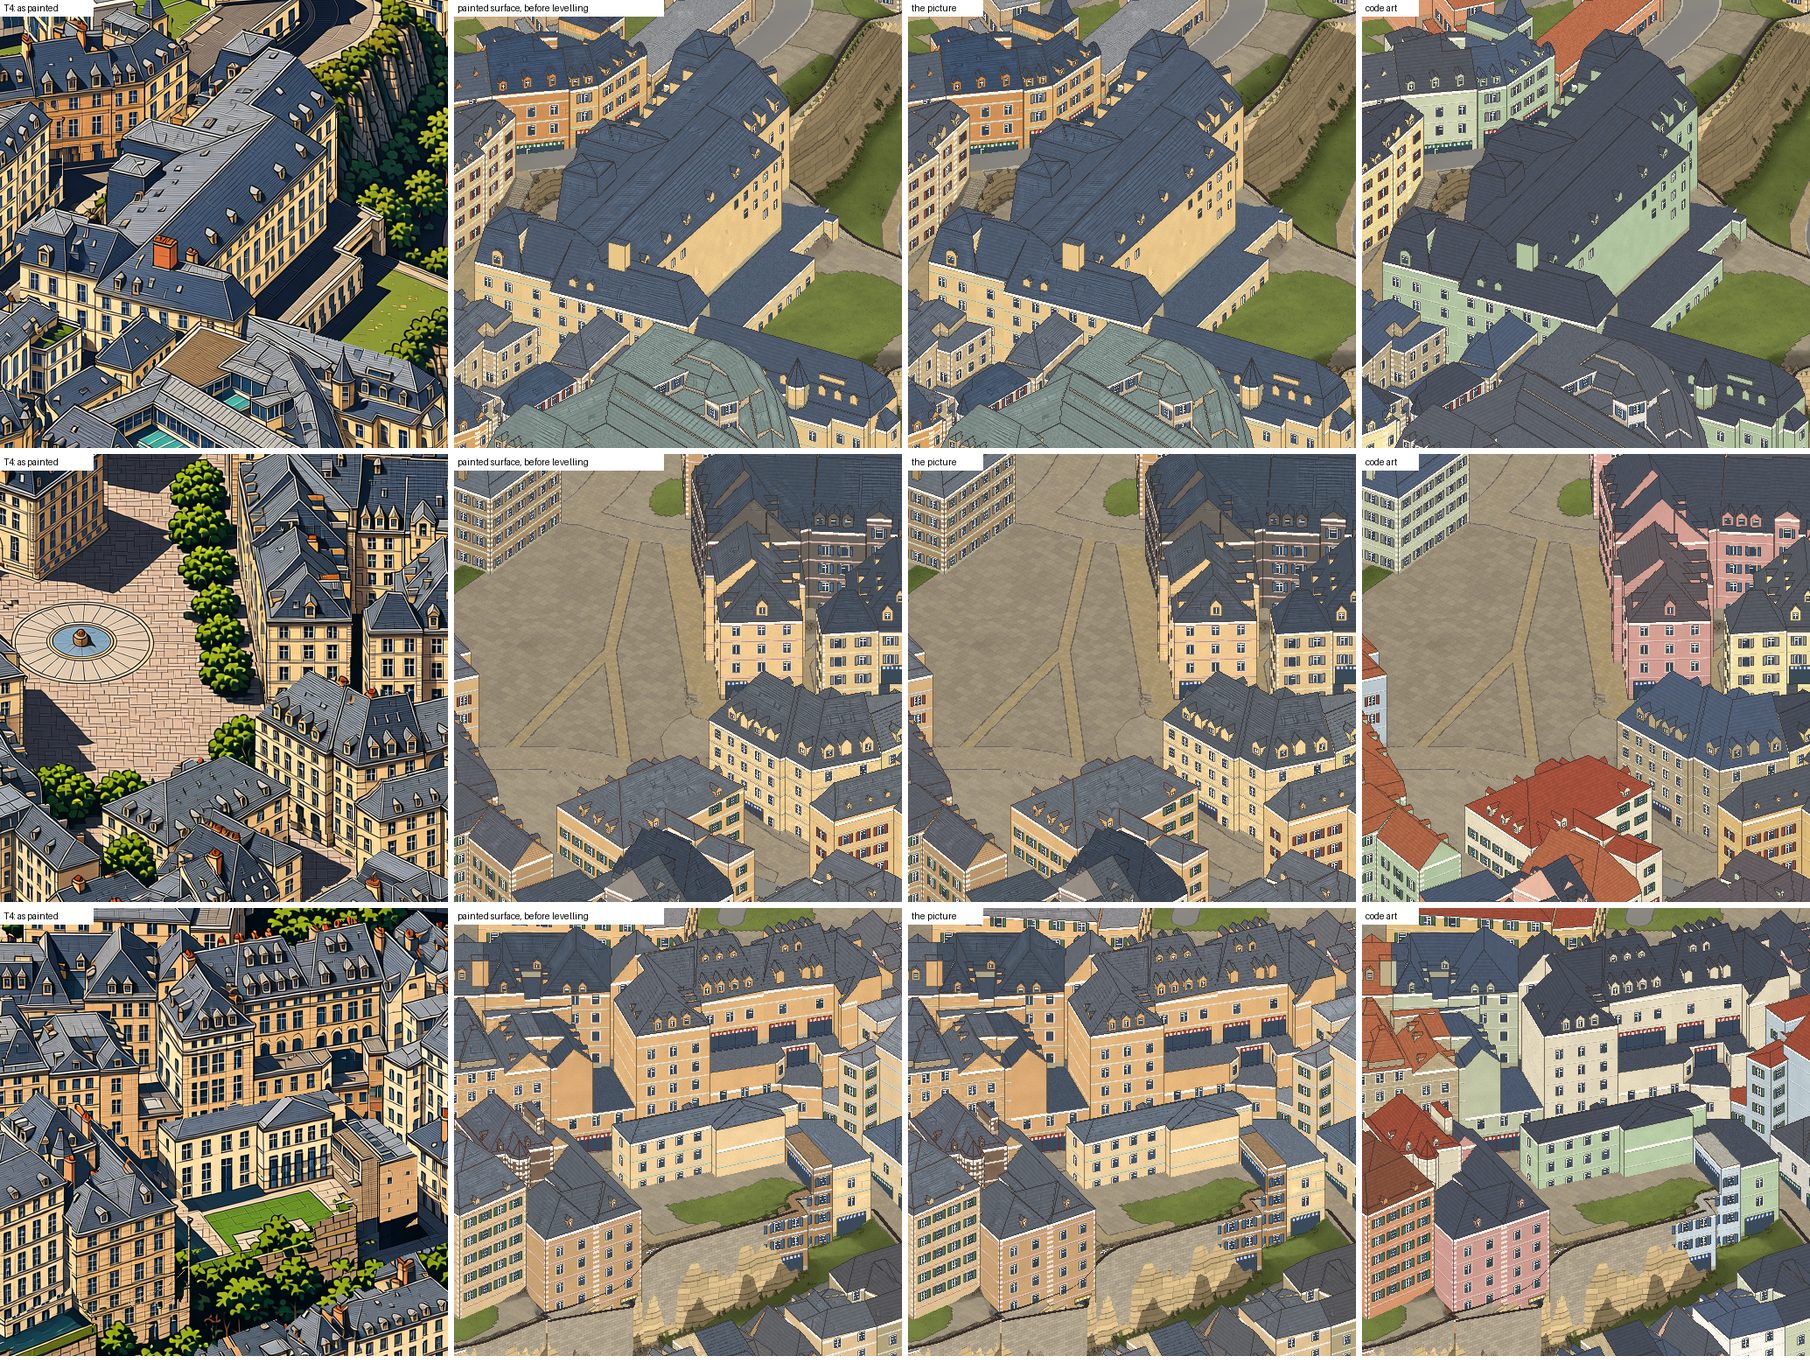 T4: as painted
painted surface, before levelling
the picture
code art
T4: as painted
painted surface, before levelling
the picture
code art
T4: as painted
painted surface, before levelling
the picture
code art